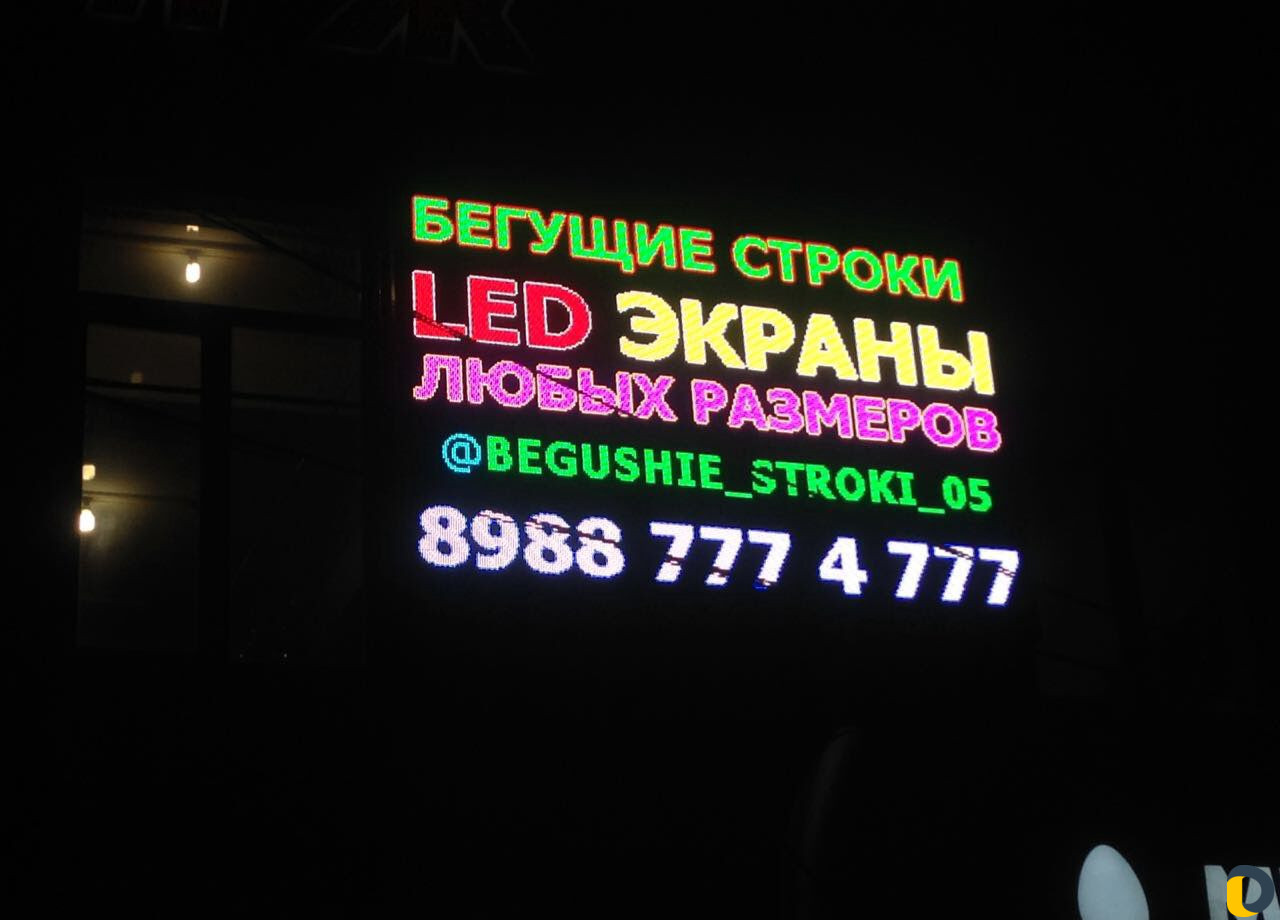 БЕГУЩИЕ СТРОКИ
LED ЭКРАНЫ
ЛЮБЫХ РАЗМЕРОВ
@BEGUSHIE_STROKI_05
8988 777 4 777